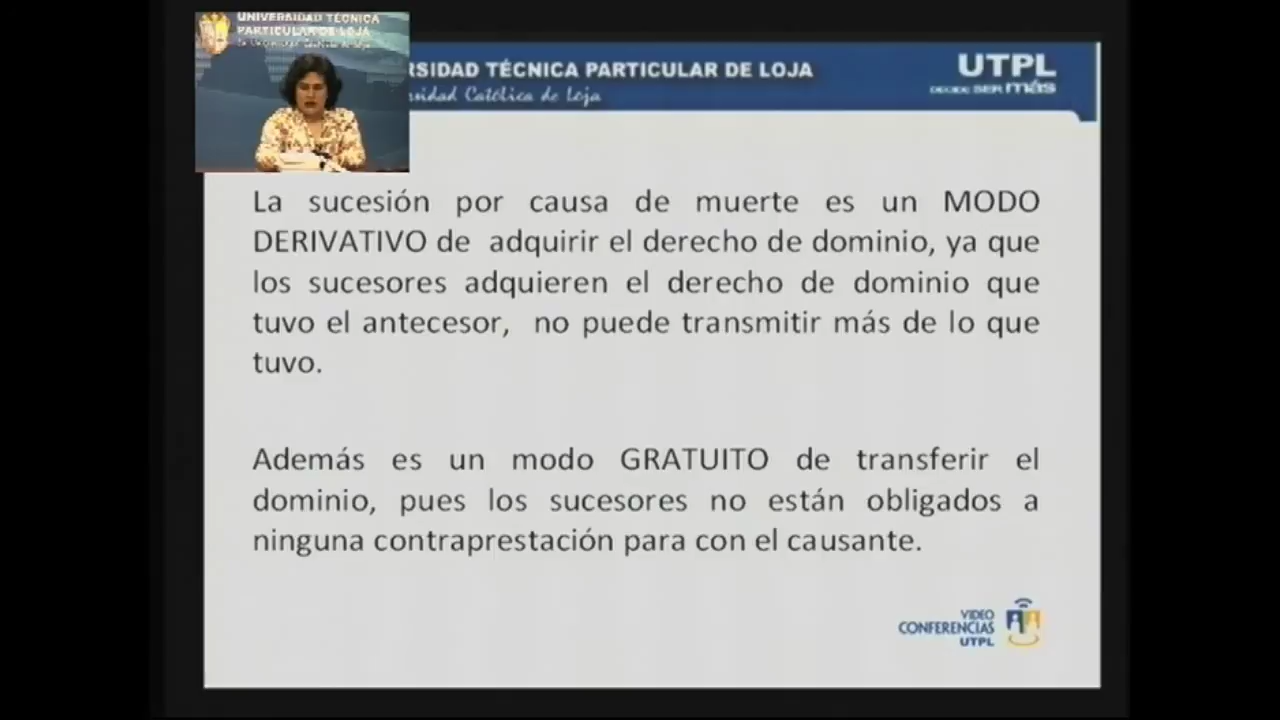 UNIVERSIDAD TÉCNICA
PARTICULAR DE LOJA
RSIDAD TÉCNICA PARTICULAR DE LOJA
sidad Católica de Loja
UTPL
DECIDE SER más
La sucesión por causa de muerte es un MODO
DERIVATIVO de adquirir el derecho de dominio, ya que
los sucesores adquieren el derecho de dominio que
tuvo el antecesor, no puede transmitir más de lo que
tuvo.
Además es un modo GRATUITO de transferir el
dominio, pues los sucesores no están obligados a
ninguna contraprestación para con el causante.
VIDEO
CONFERENCIAS
UTPL